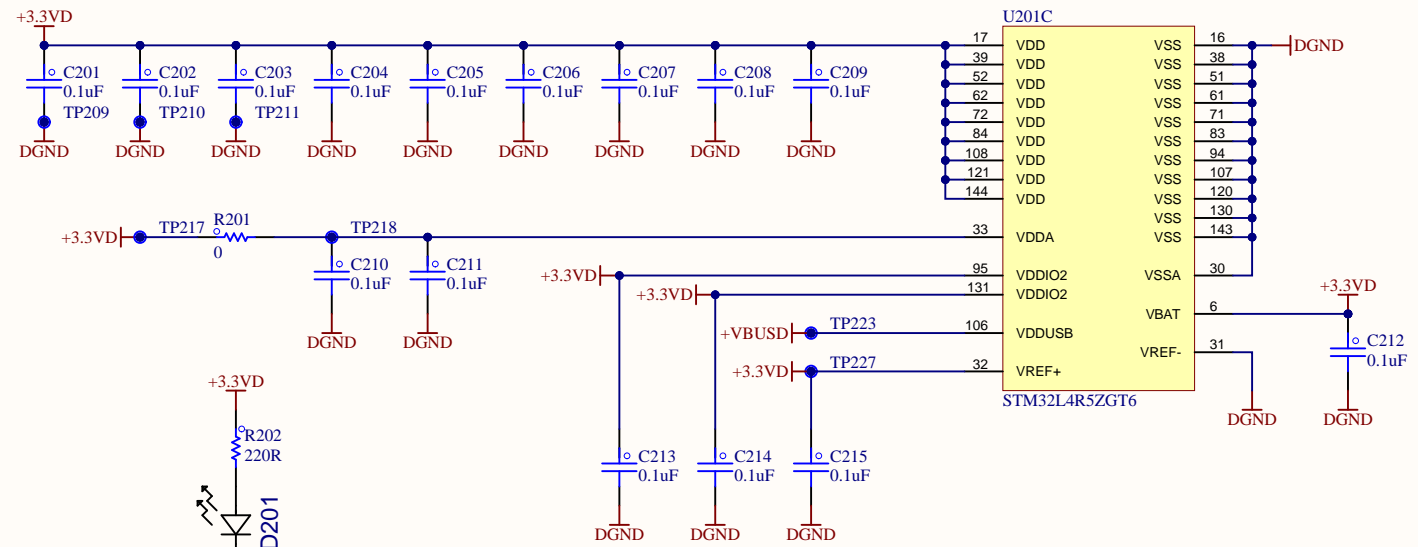 +3.3VD
U201C
17 VDD VSS 16 DGND
39 VDD VSS 38
52 VDD VSS 51
62 VDD VSS 61
72 VDD VSS 71
84 VDD VSS 83
108 VDD VSS 94
121 VDD VSS 107
144 VDD VSS 120
VSS 130
33 VDDA VSS 143
95 VDDIO2 VSSA 30
131 VDDIO2
VBAT 6
106 VDDUSB
VREF- 31
32 VREF+
STM32L4R5ZGT6
C201 C202 C203 C204 C205 C206 C207 C208 C209
0.1uF 0.1uF 0.1uF 0.1uF 0.1uF 0.1uF 0.1uF 0.1uF 0.1uF
TP209 TP210 TP211
DGND DGND DGND DGND DGND DGND DGND DGND DGND
+3.3VD TP217 R201 TP218
0
C210 C211
0.1uF 0.1uF
DGND DGND
+3.3VD
+3.3VD
+VBUSD TP223
+3.3VD TP227
+3.3VD
C212
0.1uF
DGND DGND
C213 C214 C215
0.1uF 0.1uF 0.1uF
DGND DGND DGND
+3.3VD
R202
220R
D201